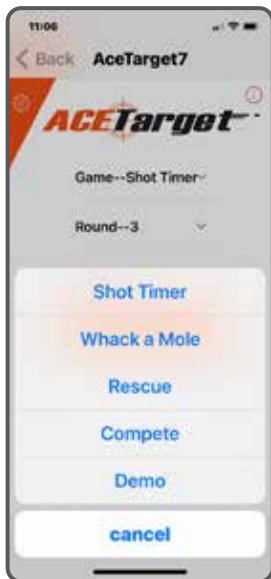 11:06
Back AceTarget7
ACETarget
Game--Shot Timer
Round--3
Shot Timer
Whack a Mole
Rescue
Compete
Demo
cancel